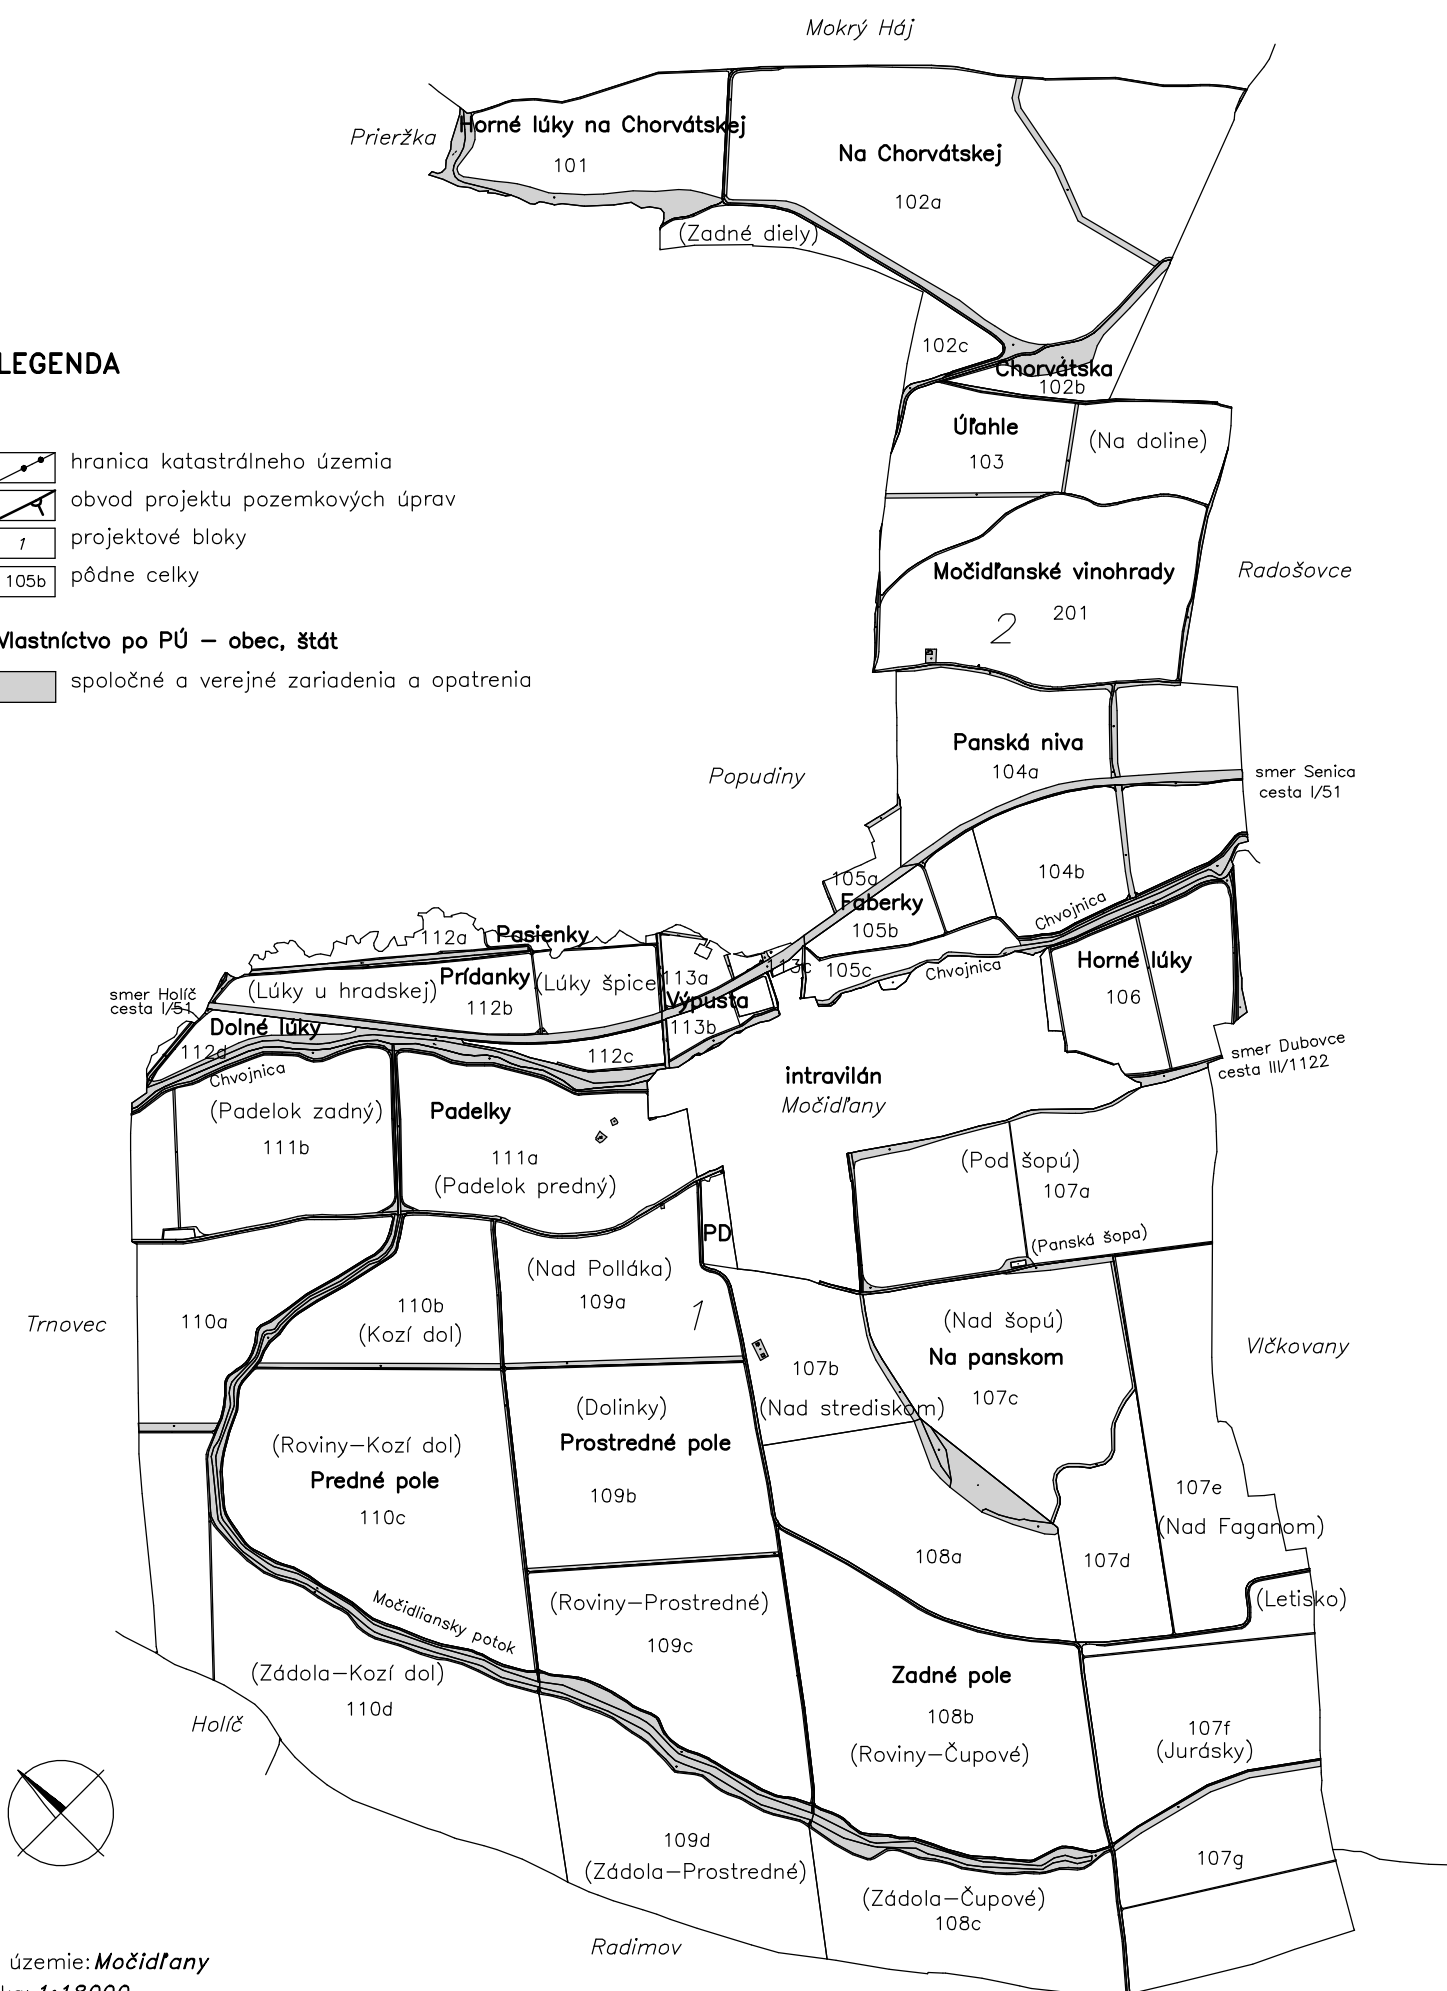 Mokrý Háj
Prieržka
Horné lúky na Chorvátskej
101
Na Chorvátskej
102a
(Zadné diely)
102c
Chorvátska
102b
LEGENDA
hranica katastrálneho územia
obvod projektu pozemkových úprav
1
projektové bloky
105b
pôdne celky
Vlastníctvo po PÚ – obec, štát
spoločné a verejné zariadenia a opatrenia
Úľahle
103
(Na doline)
Močidľanské vinohrady
201
2
Radošovce
Panská niva
104a
Popudiny
smer Senica
cesta I/51
105a
Faberky
105b
104b
Chvojnica
105c
Chvojnica
Horné lúky
106
112a
Pasienky
Prídanky
(Lúky u hradskej)
112b
(Lúky špice)
113a
113c
Výpusta
113b
smer Holíč
cesta I/51
Dolné lúky
112d
112c
Chvojnica
smer Dubovce
cesta III/1122
intravilán
Močidľany
(Padelok zadný)
111b
Padelky
111a
(Padelok predný)
(Pod šopú)
107a
(Panská šopa)
PD
(Nad Polláka)
109a
1
110b
(Kozí dol)
110a
Trnovec
(Nad šopú)
Na panskom
107c
107b
(Nad strediskom)
Vlčkovany
(Dolinky)
Prostredné pole
109b
(Roviny–Kozí dol)
Predné pole
110c
107e
(Nad Faganom)
108a
107d
(Letisko)
Močidliansky potok
(Roviny–Prostredné)
109c
(Zádola–Kozí dol)
110d
Zadné pole
108b
(Roviny–Čupové)
107f
(Jurásky)
Holíč
109d
(Zádola–Prostredné)
107g
(Zádola–Čupové)
108c
Radimov
územie: Močidľany
1:18000